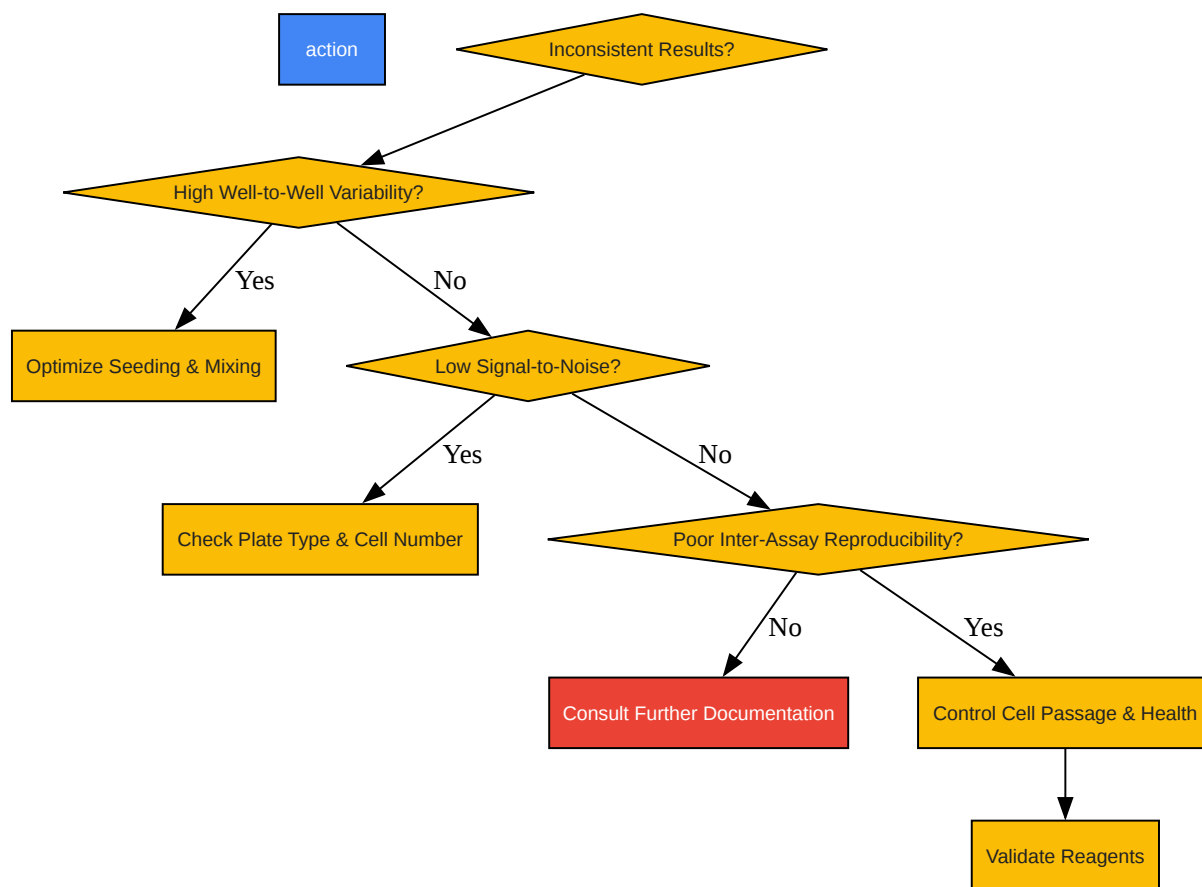 action
Inconsistent Results?
High Well-to-Well Variability?
Yes
No
Optimize Seeding & Mixing
Low Signal-to-Noise?
Yes
No
Check Plate Type & Cell Number
Poor Inter-Assay Reproducibility?
No
Yes
Consult Further Documentation
Control Cell Passage & Health
Validate Reagents